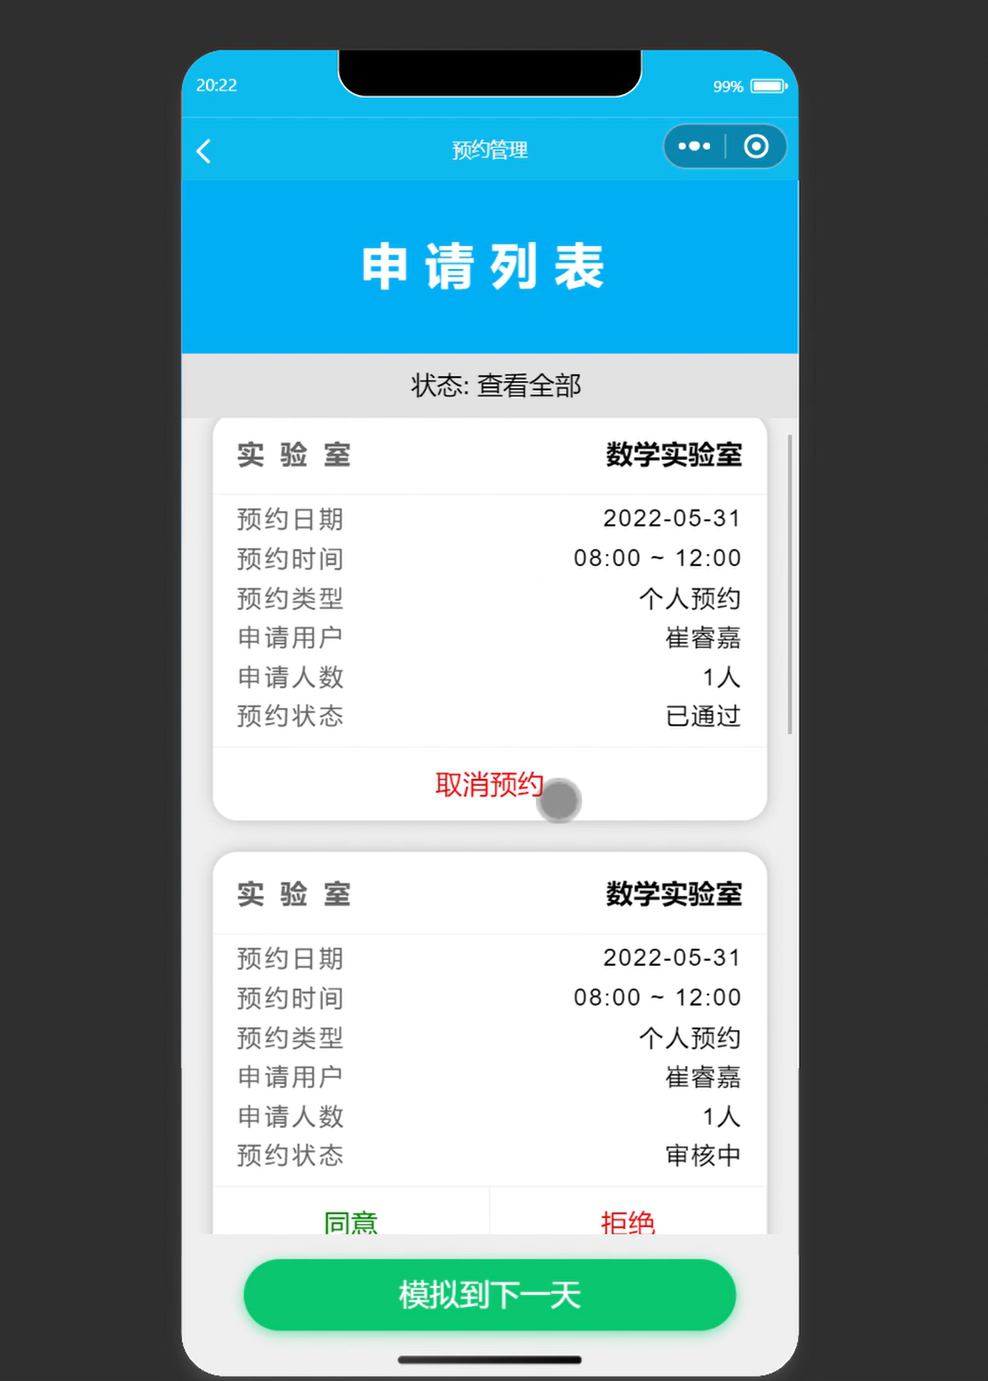 20:22 99%
预约管理
申请列表
状态: 查看全部
实验室 数学实验室
预约日期 2022-05-31
预约时间 08:00 ~ 12:00
预约类型 个人预约
申请用户 崔睿嘉
申请人数 1人
预约状态 已通过
取消预约
实验室 数学实验室
预约日期 2022-05-31
预约时间 08:00 ~ 12:00
预约类型 个人预约
申请用户 崔睿嘉
申请人数 1人
预约状态 审核中
同意 拒绝
模拟到下一天